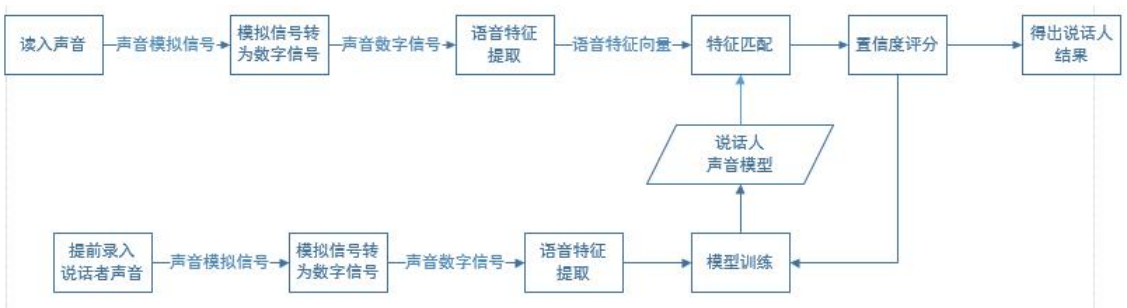 读入声音
声音模拟信号
模拟信号转
为数字信号
声音数字信号
语音特征
提取
语音特征向量
特征匹配
置信度评分
得出说话人
结果
说话人
声音模型
提前录入
说话者声音
声音模拟信号
模拟信号转
为数字信号
声音数字信号
语音特征
提取
模型训练